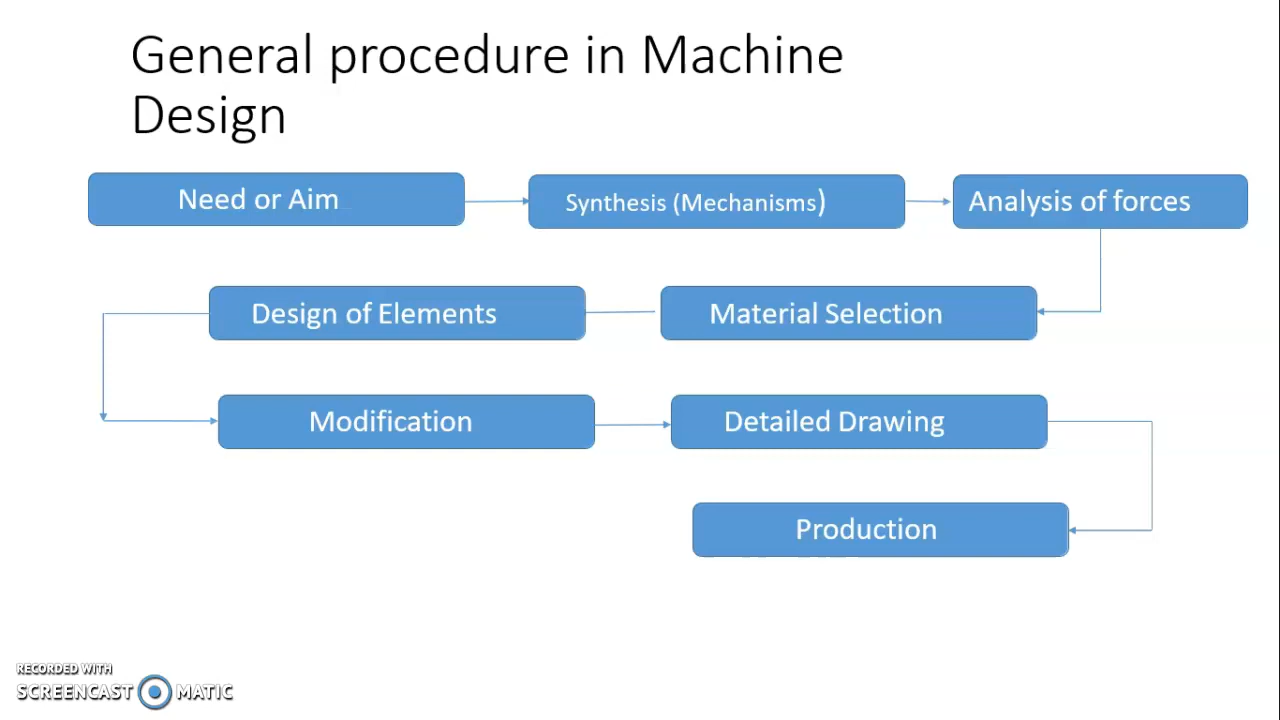 General procedure in Machine
Design
Need or Aim
Synthesis (Mechanisms)
Analysis of forces
Design of Elements
Material Selection
Modification
Detailed Drawing
Production
RECORDED WITH
SCREENCAST MATIC